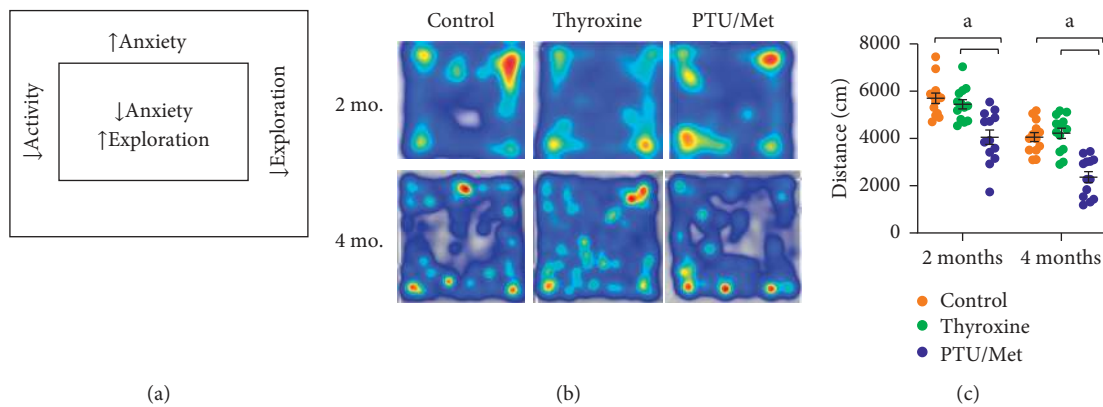 ↑Anxiety
↓Activity
↓Anxiety
↑Exploration
↓Exploration
(a)
Control Thyroxine PTU/Met
2 mo.
4 mo.
(b)
a a
8000
6000
4000
2000
0
Distance (cm)
2 months 4 months
Control
Thyroxine
PTU/Met
(c)